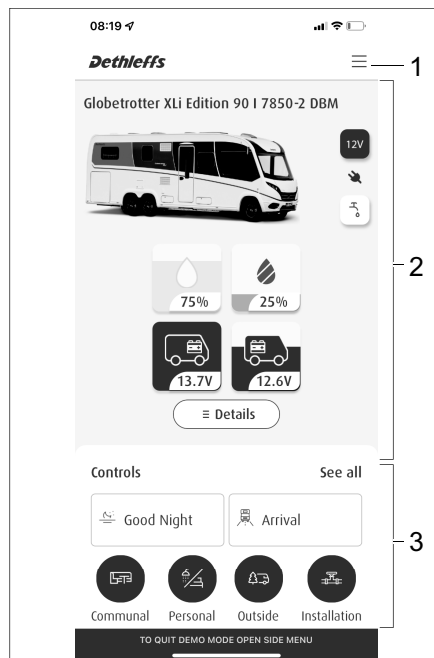 08:19
Dethleffs
1
Globetrotter XLi Edition 90 I 7850-2 DBM
12V
2
75% 25%
13.7V 12.6V
Details
Controls See all
Good Night Arrival
3
Communal Personal Outside Installation
TO QUIT DEMO MODE OPEN SIDE MENU